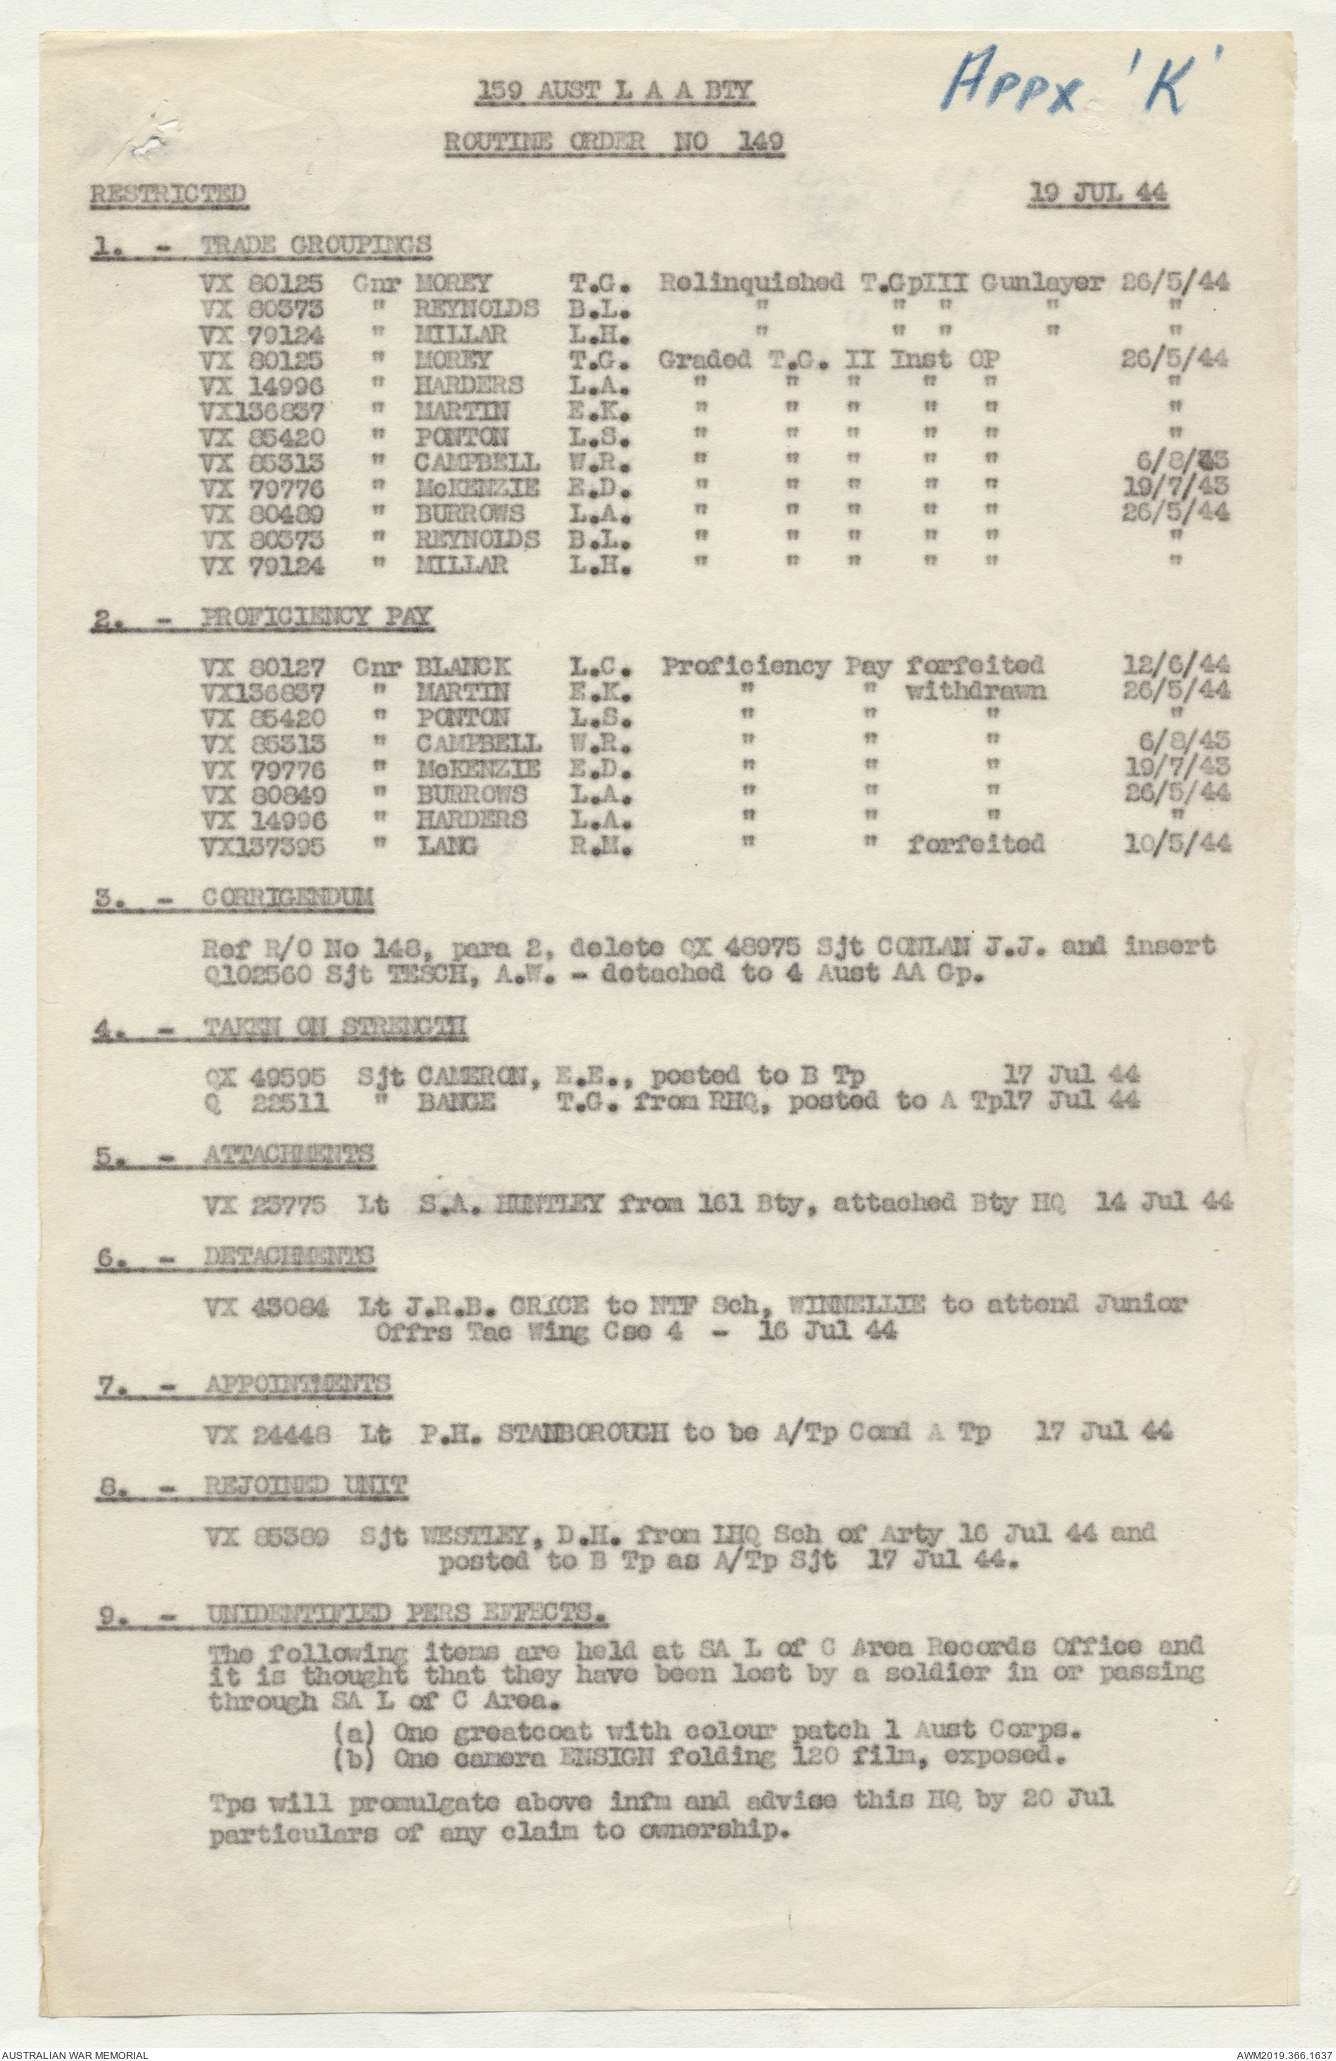 Appx 'K'
159 AUST L A A BTY
ROUTINE ORDER NO 149
RESTRICTED 19 JUL 44
1. - TRADE GROUPINGS
VX 80125 Gnr MOREY T.G. Relinquished T.GpIII Gunlayer 26/5/44
VX 80373 " REYNOLDS B.L. " " " " "
VX 79124 " MILLAR L.H. " " " " "
VX 80125 " MOREY T.G. Graded T.G. II Inst OP 26/5/44
VX 14996 " HARDERS L.A. " " " " " "
VX136837 " MARTIN E.K. " " " " " "
VX 85420 " PONTON L.S. " " " " " "
VX 85313 " CAMPBELL W.R. " " " " " 6/8/43
VX 79776 " McKENZIE E.D. " " " " " 19/7/43
VX 80489 " BURROWS L.A. " " " " " 26/5/44
VX 80373 " REYNOLDS B.L. " " " " " "
VX 79124 " MILLAR L.H. " " " " " "
2. - PROFICIENCY PAY
VX 80127 Gnr BLANCK L.C. Proficiency Pay forfeited 12/6/44
VX136837 " MARTIN E.K. " " withdrawn 26/5/44
VX 85420 " PONTON L.S. " " " "
VX 85313 " CAMPBELL W.R. " " " 6/8/43
VX 79776 " McKENZIE E.D. " " " 19/7/43
VX 80849 " BURROWS L.A. " " " 26/5/44
VX 14996 " HARDERS L.A. " " " "
VX137395 " LANG R.M. " " forfeited 10/5/44
3. - CORRIGENDUM
Ref R/O No 148, para 2, delete QX 48975 Sjt CONLAN J.J. and insert
Q102560 Sjt TESCH, A.W. - detached to 4 Aust AA Gp.
4. - TAKEN ON STRENGTH
QX 49595 Sjt CAMERON, E.E., posted to B Tp 17 Jul 44
Q 22511 " BANGE T.G. from RHQ, posted to A Tp17 Jul 44
5. - ATTACHMENTS
VX 23775 Lt S.A. HUNTLEY from 161 Bty, attached Bty HQ 14 Jul 44
6. - DETACHMENTS
VX 43084 Lt J.R.B. GRICE to NTF Sch, WINNELLIE to attend Junior
Offrs Tac Wing Cse 4 - 16 Jul 44
7. - APPOINTMENTS
VX 24448 Lt P.H. STANBOROUGH to be A/Tp Comd A Tp 17 Jul 44
8. - REJOINED UNIT
VX 85389 Sjt WESTLEY, D.H. from LHQ Sch of Arty 16 Jul 44 and
posted to B Tp as A/Tp Sjt 17 Jul 44.
9. - UNIDENTIFIED PERS EFFECTS.
The following items are held at SA L of C Area Records Office and
it is thought that they have been lost by a soldier in or passing
through SA L of C Area.
(a) One greatcoat with colour patch 1 Aust Corps.
(b) One camera ENSIGN folding 120 film, exposed.
Tps will promulgate above infm and advise this HQ by 20 Jul
particulars of any claim to ownership.
AUSTRALIAN WAR MEMORIAL AWM2019.366.1637